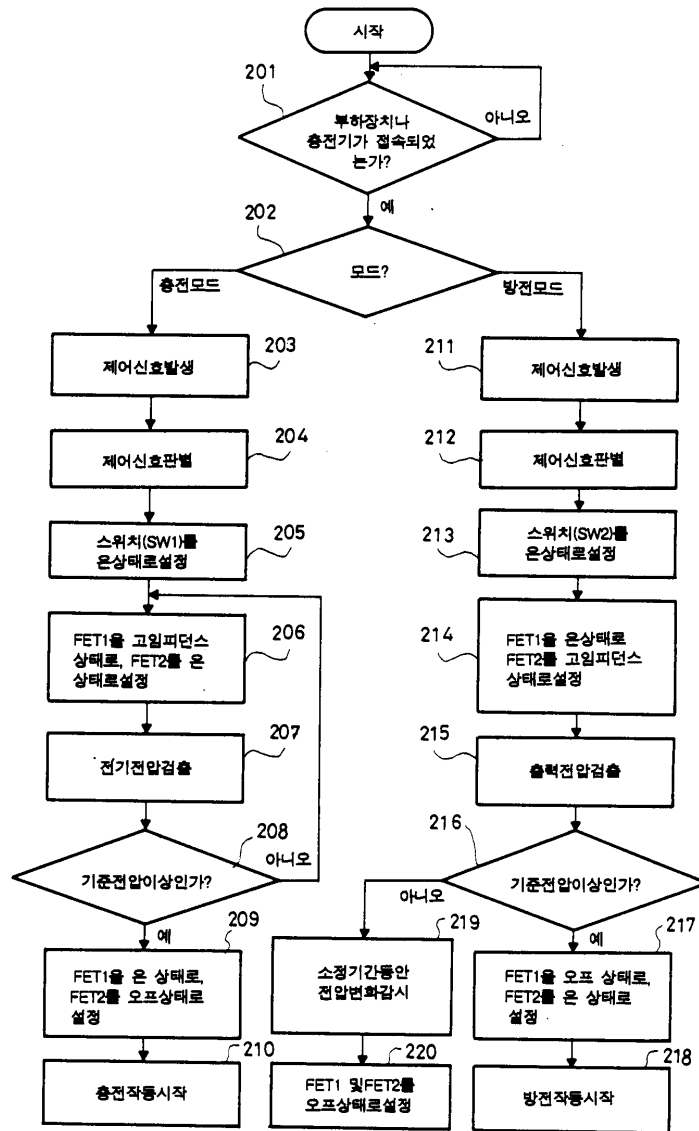 시작
201
부하장치나
충전기가 접속되었
는가?
아니오
예
202
모드?
충전모드
방전모드
제어신호발생
203
제어신호판별
204
스위치(SW1)를
온상태로설정
205
FET1을 고임피던스
상태로, FET2를 온
상태로설정
206
전기전압검출
207
기준전압이상인가?
208
아니오
예
209
FET1을 온 상태로,
FET2를 오프상태로
설정
210
충전작동시작
211
제어신호발생
212
제어신호판별
213
스위치(SW2)를
온상태로설정
214
FET1을 온상태로
FET2를 고임피던스
상태로설정
215
출력전압검출
216
기준전압이상인가?
아니오
219
소정기간동안
전압변화감시
220
FET1 및FET2를
오프상태로설정
예
217
FET1을 오프 상태로,
FET2를 온 상태로
설정
218
방전작동시작